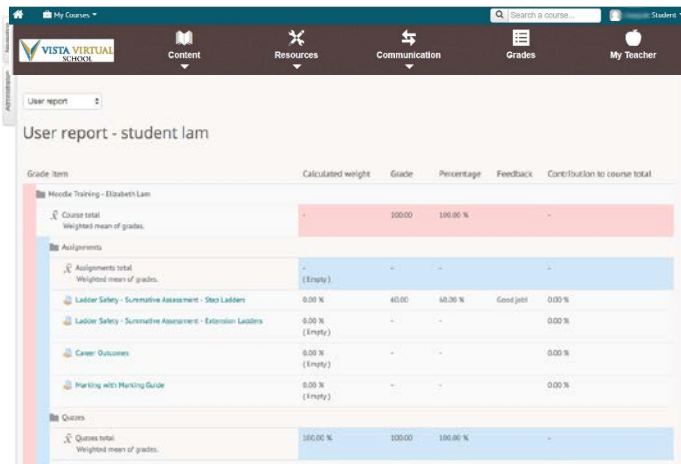 My Courses
Search a course...
Student
VISTA VIRTUAL
SCHOOL
Content
Resources
Communication
Grades
My Teacher
Administration
User report
User report - student lam
Grade item Calculated weight Grade Percentage Feedback Contribution to course total
Moodle Training - Elizabeth Lam
Course total - 100.00 100.00 % -
Weighted mean of grades.
Assignments
Assignments total - - - -
Weighted mean of grades. (Empty)
Ladder Safety - Summative Assessment - Step Ladders 0.00 % 60.00 60.00 % Good job! 0.00 %
Ladder Safety - Summative Assessment - Extension Ladders 0.00 % - - 0.00 %
(Empty)
Career Outcomes 0.00 % - - 0.00 %
(Empty)
Marking with Marking Guide 0.00 % - - 0.00 %
(Empty)
Quizzes
Quizzes total 100.00 % 100.00 100.00 % -
Weighted mean of grades.